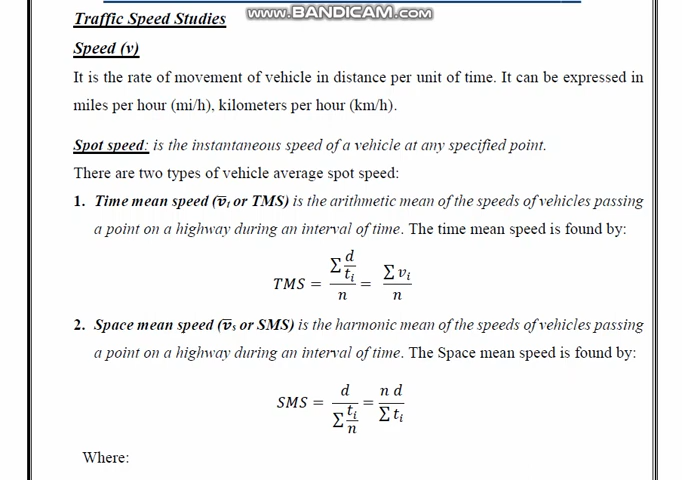 www.BANDICAM.com
Traffic Speed Studies
Speed (v)
It is the rate of movement of vehicle in distance per unit of time. It can be expressed in
miles per hour (mi/h), kilometers per hour (km/h).
Spot speed: is the instantaneous speed of a vehicle at any specified point.
There are two types of vehicle average spot speed:
1. Time mean speed (v̅ₜ or TMS) is the arithmetic mean of the speeds of vehicles passing
a point on a highway during an interval of time. The time mean speed is found by:
TMS = (Σ d/tᵢ)/n = (Σ vᵢ)/n
2. Space mean speed (v̅ₛ or SMS) is the harmonic mean of the speeds of vehicles passing
a point on a highway during an interval of time. The Space mean speed is found by:
SMS = d/(Σ tᵢ/n) = (n d)/(Σ tᵢ)
Where: